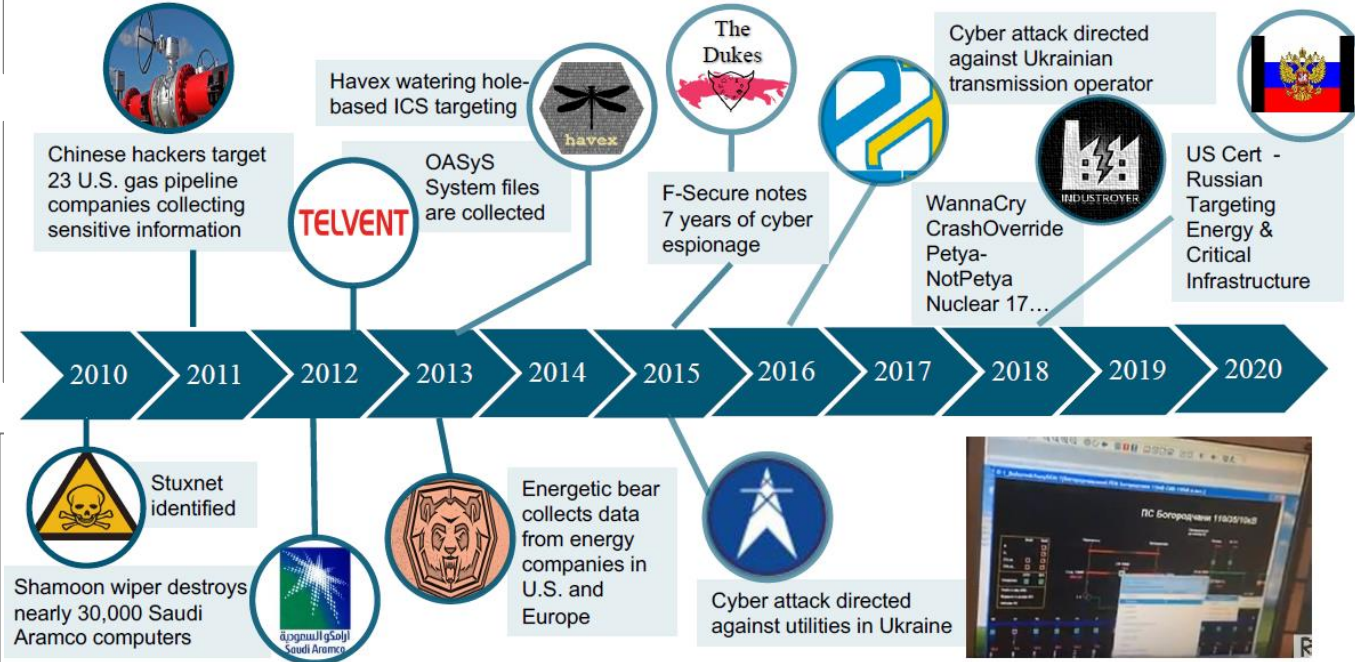 Chinese hackers target
23 U.S. gas pipeline
companies collecting
sensitive information
TELVENT
Havex watering hole-
based ICS targeting
havex
OASyS
System files
are collected
The
Dukes
F-Secure notes
7 years of cyber
espionage
Cyber attack directed
against Ukrainian
transmission operator
INDUSTROYER
WannaCry
CrashOverride
Petya-
NotPetya
Nuclear 17…
US Cert -
Russian
Targeting
Energy &
Critical
Infrastructure
2010
2011
2012
2013
2014
2015
2016
2017
2018
2019
2020
Stuxnet
identified
Shamoon wiper destroys
nearly 30,000 Saudi
Aramco computers
أرامكو السعودية
Saudi Aramco
Energetic bear
collects data
from energy
companies in
U.S. and
Europe
Cyber attack directed
against utilities in Ukraine
ПС Богородчани 110/35/10кВ